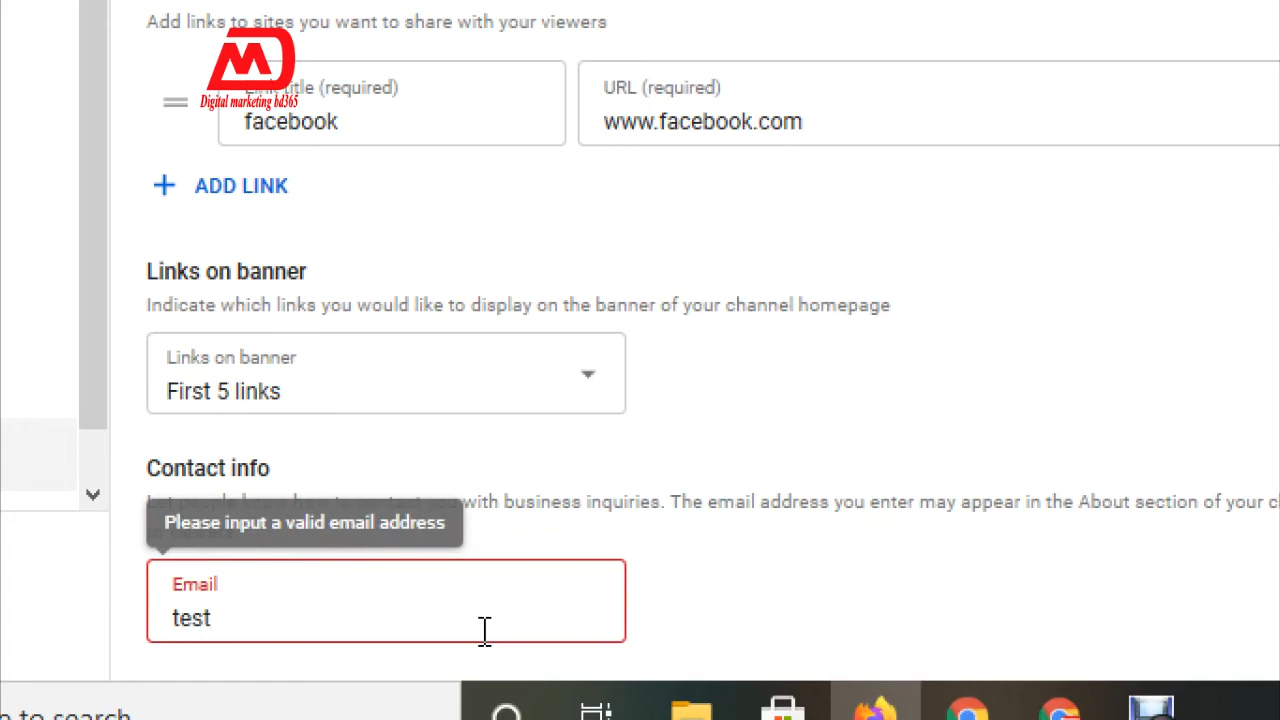 Add links to sites you want to share with your viewers
Digital marketing bd365
title (required)
facebook
URL (required)
www.facebook.com
+ ADD LINK
Links on banner
Indicate which links you would like to display on the banner of your channel homepage
Links on banner
First 5 links
Contact info
with business inquiries. The email address you enter may appear in the About section of your
Please input a valid email address
Email
test
to search